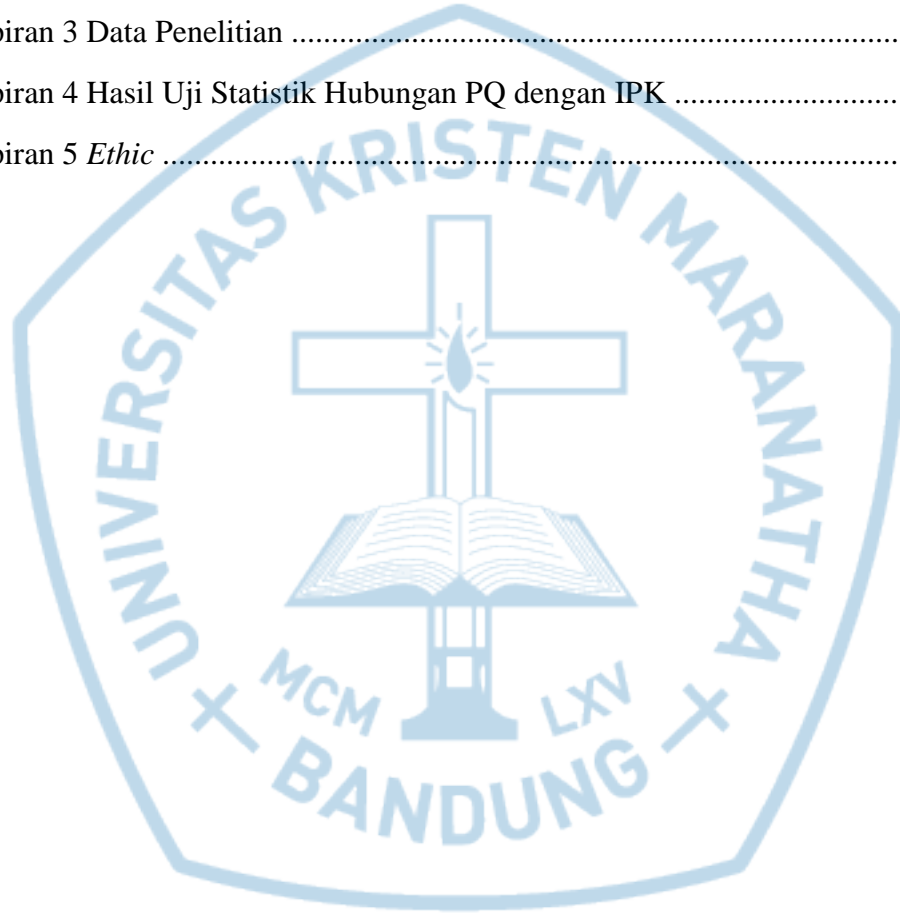 piran 3 Data Penelitian ..............................................................................
piran 4 Hasil Uji Statistik Hubungan PQ dengan IPK .............................
piran 5 Ethic ..............................................................................................
UNIVERSITAS KRISTEN MARANATHA
MCM LXV
BANDUNG